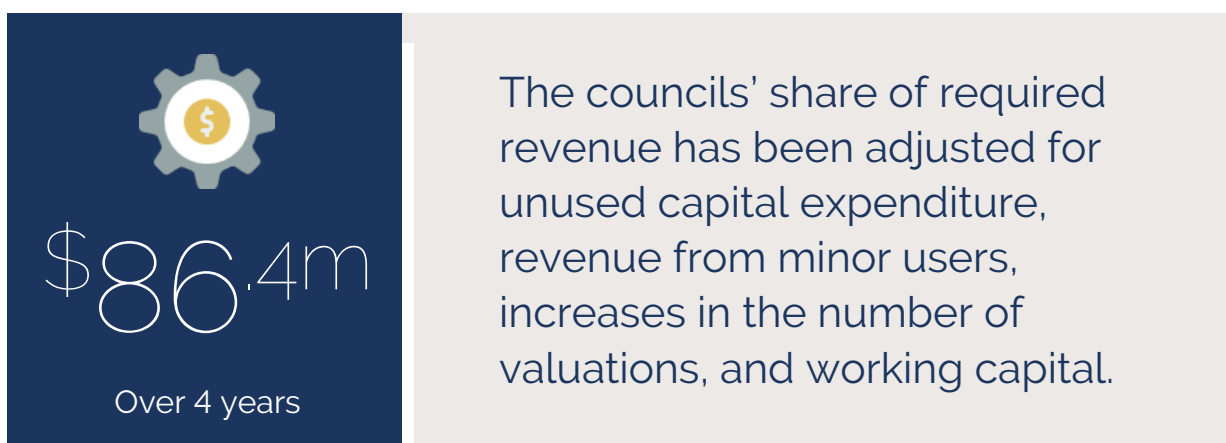 $
$86.4m
Over 4 years
The councils’ share of required
revenue has been adjusted for
unused capital expenditure,
revenue from minor users,
increases in the number of
valuations, and working capital.